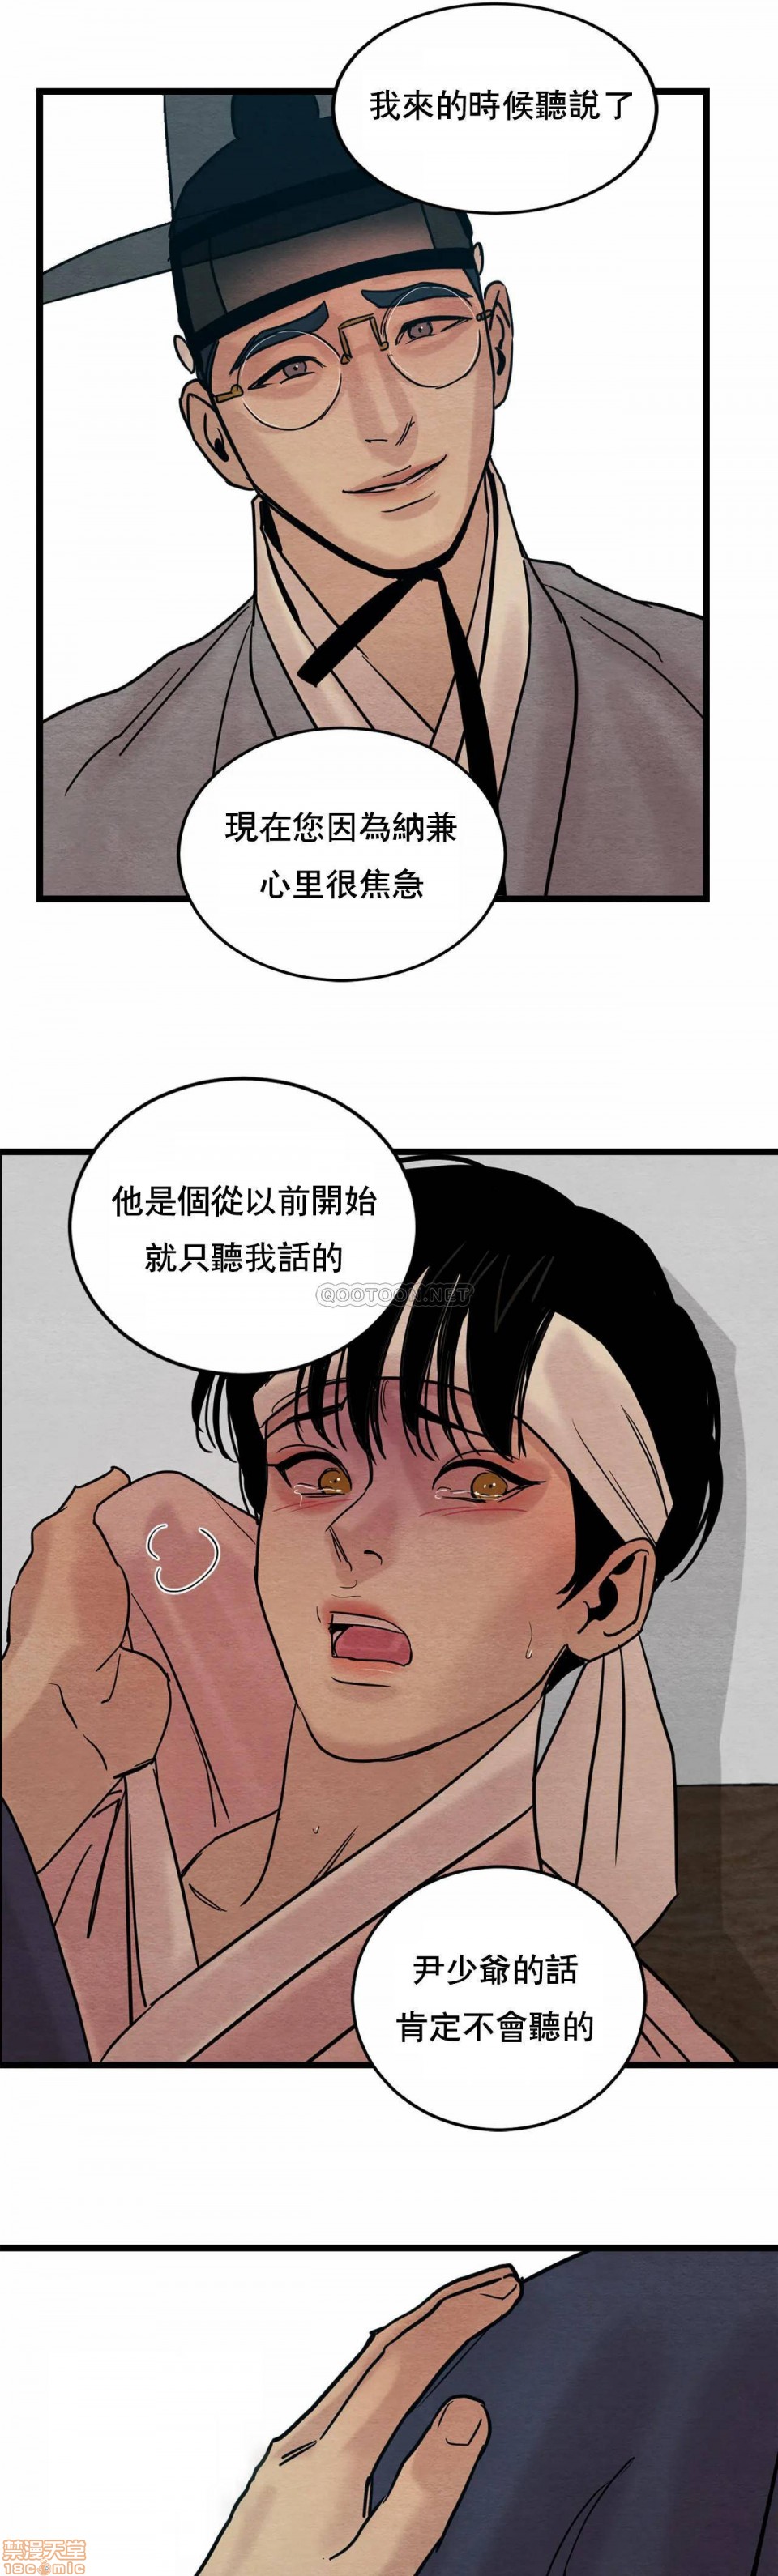 我來的時候聽說了
現在您因為納兼
心里很焦急
他是個從以前開始
就只聽我話的
QOOTOON.NET
尹少爺的話
肯定不會聽的
禁漫天堂
18comic